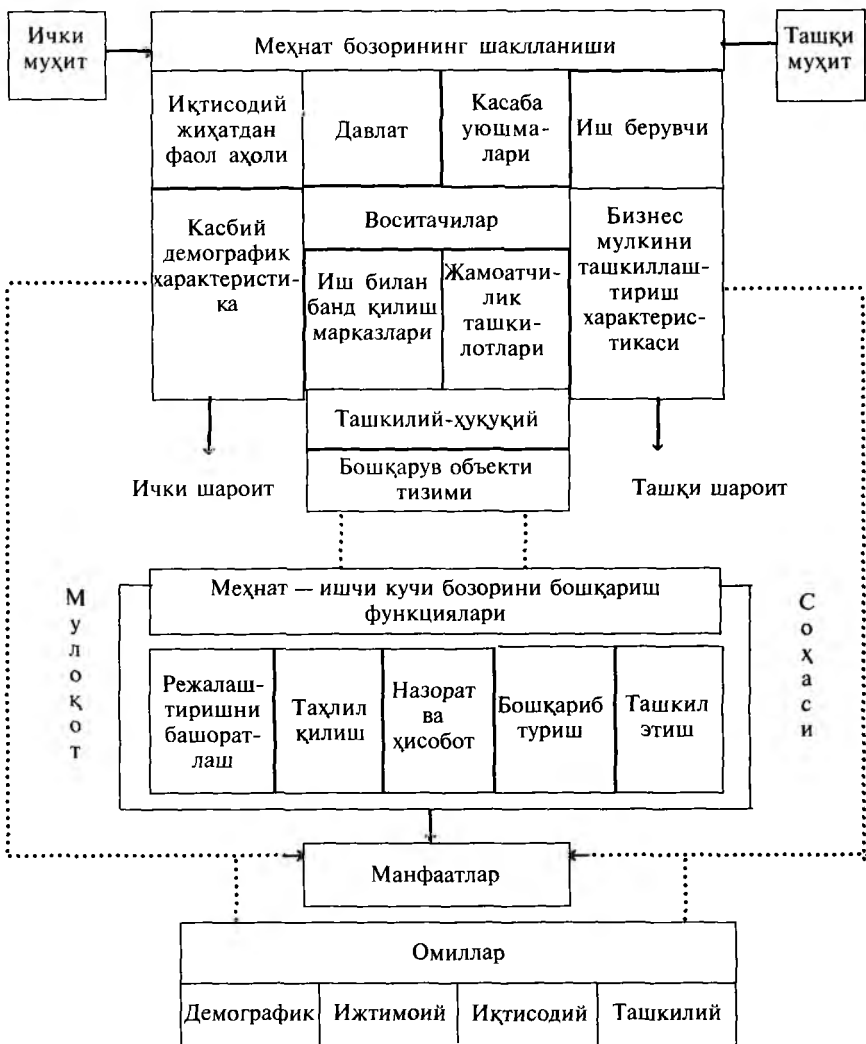 Ички
муҳит
Меҳнат бозорининг шаклланиши
Ташқи
муҳит
Иқтисодий
жиҳатдан
фаол аҳоли
Давлат
Касаба
уюшма-
лари
Иш берувчи
Касбий
демографик
характеристи-
ка
Воситачилар
Иш билан
банд қилиш
марказлари
Жамоатчи-
лик
ташки-
лотлари
Бизнес
мулкини
ташкиллаш-
тириш
характерис-
тикаси
Ташкилий-ҳуқуқий
Бошқарув объекти
тизими
Ички шароит
Ташқи шароит
Мулоқот
Меҳнат — ишчи кучи бозорини бошқариш
функциялари
Соҳаси
Режалаш-
тиришни
башорат-
лаш
Таҳлил
қилиш
Назорат
ва
ҳисобот
Бошқариб
туриш
Ташкил
этиш
Манфаатлар
Омиллар
Демографик
Ижтимоий
Иқтисодий
Ташкилий